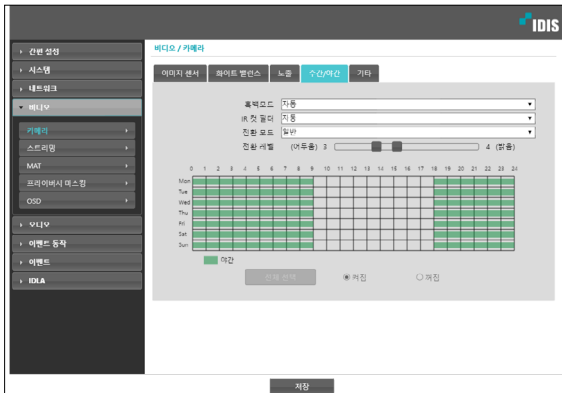 IDIS
비디오 / 카메라
간편 설정
시스템
네트워크
비디오
카메라
스트리밍
MAT
프라이버시 마스킹
OSD
오디오
이벤트 동작
이벤트
IDLA
이미지 센서
화이트 밸런스
노출
주간/야간
기타
흑백모드 자동
IR 컷 필터 자동
전환 모드 일반
전환 레벨 (어두움) 3 4 (밝음)
0 1 2 3 4 5 6 7 8 9 10 11 12 13 14 15 16 17 18 19 20 21 22 23 24
Mon
Tue
Wed
Thu
Fri
Sat
Sun
야간
전체 선택 켜짐 꺼짐
저장